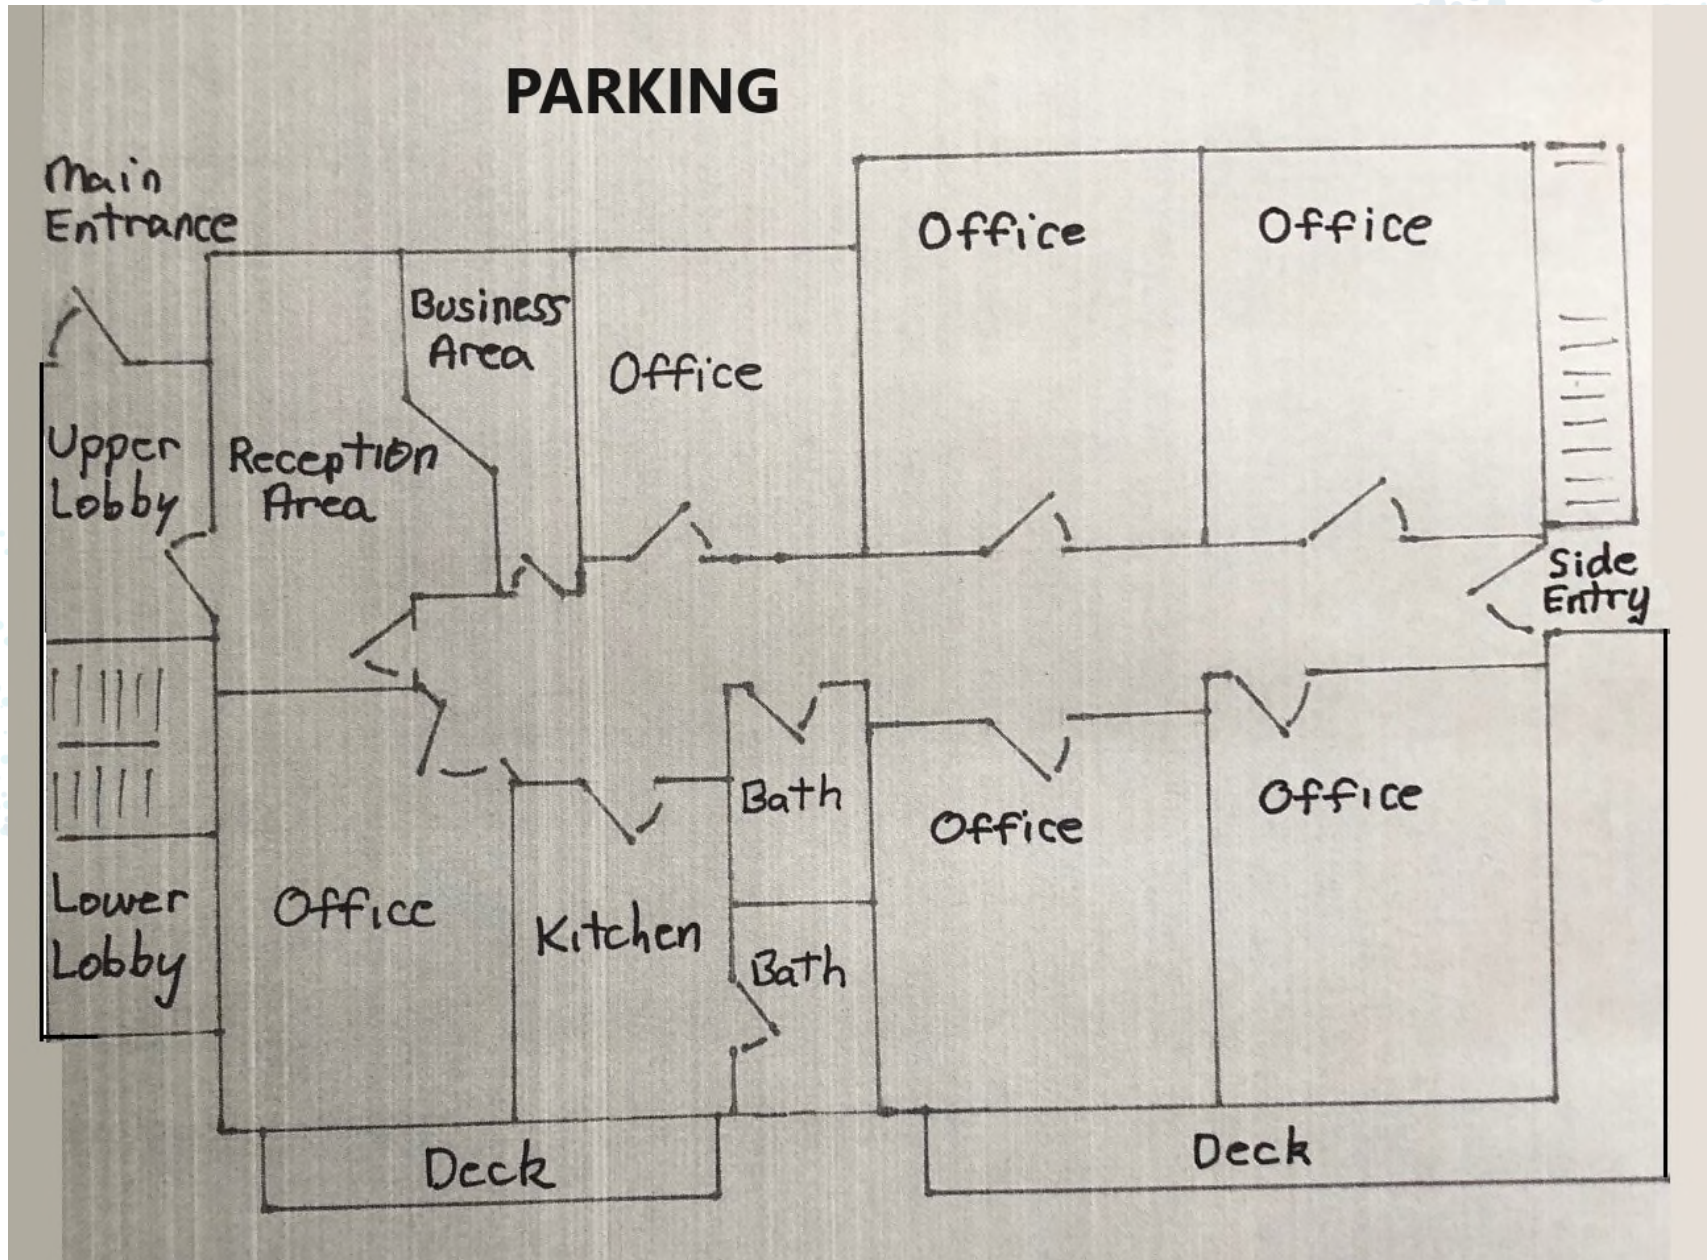 PARKING
Main
Entrance
Office
Office
Business
Area
Office
Upper
Lobby
Reception
Area
Side
Entry
Bath
Office
Office
Lower
Lobby
Office
Kitchen
Bath
Deck
Deck